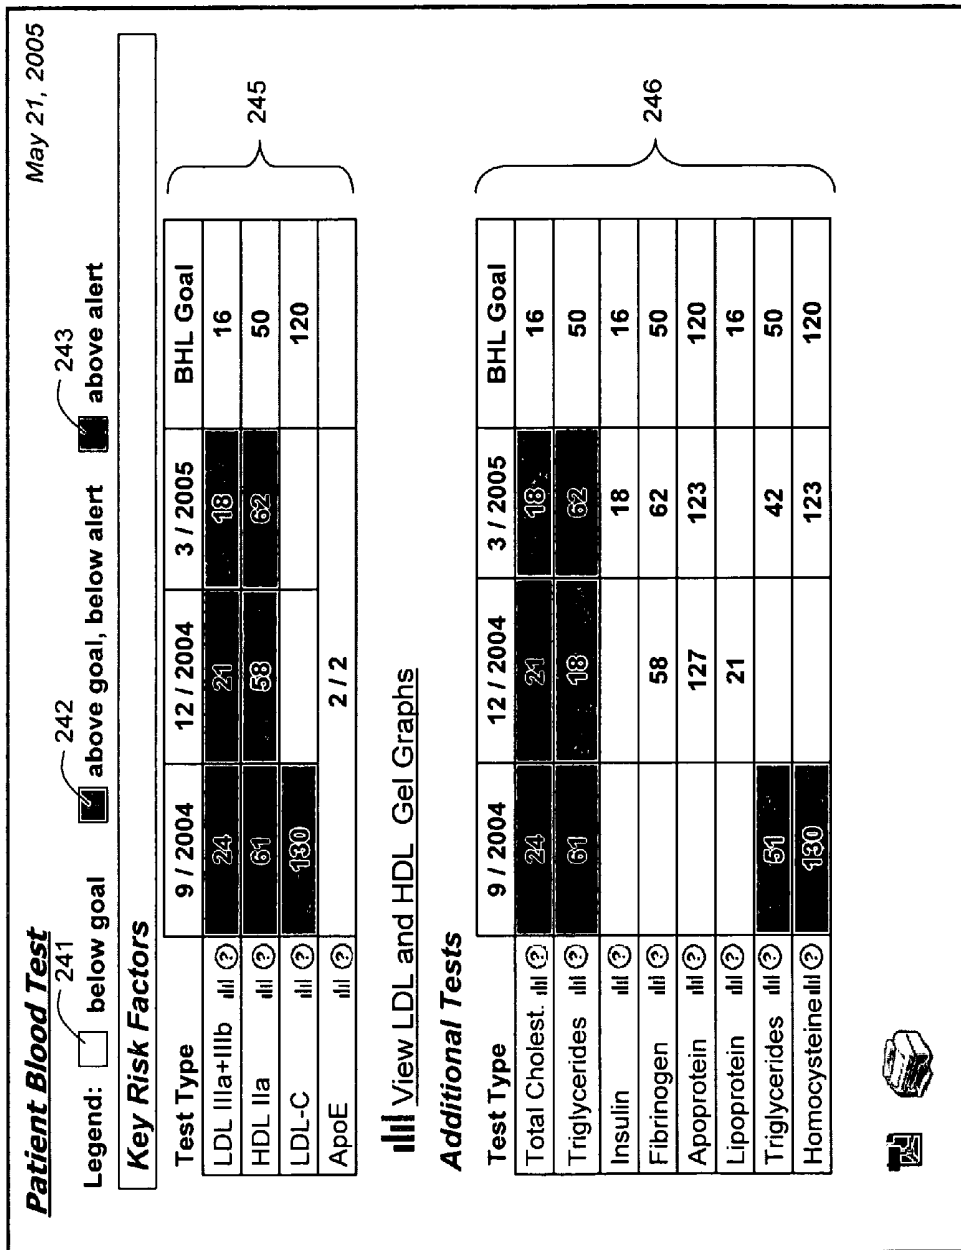 Patient Blood Test May 21, 2005
241 242 243
Legend: below goal above goal, below alert above alert
Key Risk Factors
Test Type 9 / 2004 12 / 2004 3 / 2005 BHL Goal
LDL IIIa+IIIb ? 24 21 18 16
HDL IIa ? 61 58 62 50
LDL-C ? 130 120
ApoE ? 2 / 2
245
View LDL and HDL Gel Graphs
Additional Tests
Test Type 9 / 2004 12 / 2004 3 / 2005 BHL Goal
Total Cholest. ? 24 21 18 16
Triglycerides ? 61 18 62 50
Insulin ? 18 16
Fibrinogen ? 58 62 50
Apoprotein ? 127 123 120
Lipoprotein ? 21 16
Triglycerides ? 51 42 50
Homocysteine ? 130 123 120
246